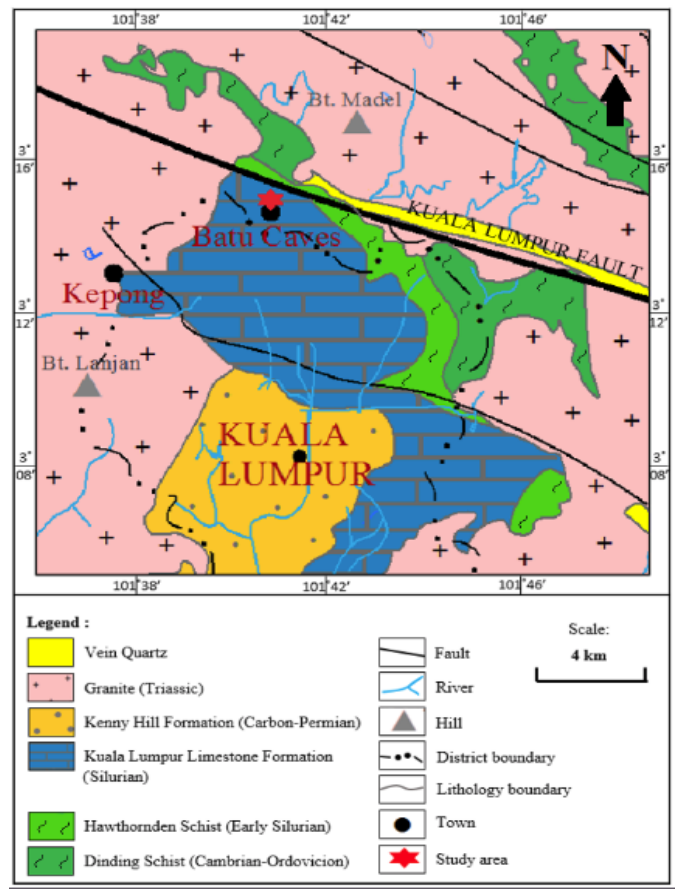 101°38' 101°42' 101°46'
N
Bt. Madel
3°
16'
3°
16'
KUALA LUMPUR FAULT
Batu Caves
Kepong
3°
12'
3°
12'
Bt. Lanjan
KUALA
LUMPUR
3°
08'
3°
08'
101°38' 101°42' 101°46'
Legend :
Vein Quartz
Granite (Triassic)
Kenny Hill Formation (Carbon-Permian)
Kuala Lumpur Limestone Formation
(Silurian)
Hawthornden Schist (Early Silurian)
Dinding Schist (Cambrian-Ordovicion)
Fault
River
Hill
District boundary
Lithology boundary
Town
Study area
Scale:
4 km